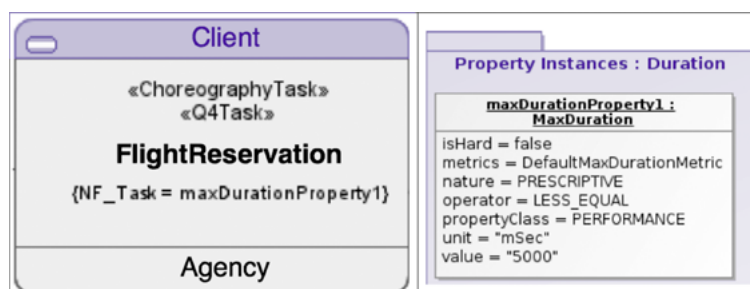 Client
«ChoreographyTask»
«Q4Task»
FlightReservation
{NF_Task = maxDurationProperty1}
Agency
Property Instances : Duration
maxDurationProperty1 :
MaxDuration
isHard = false
metrics = DefaultMaxDurationMetric
nature = PRESCRIPTIVE
operator = LESS_EQUAL
propertyClass = PERFORMANCE
unit = "mSec"
value = "5000"